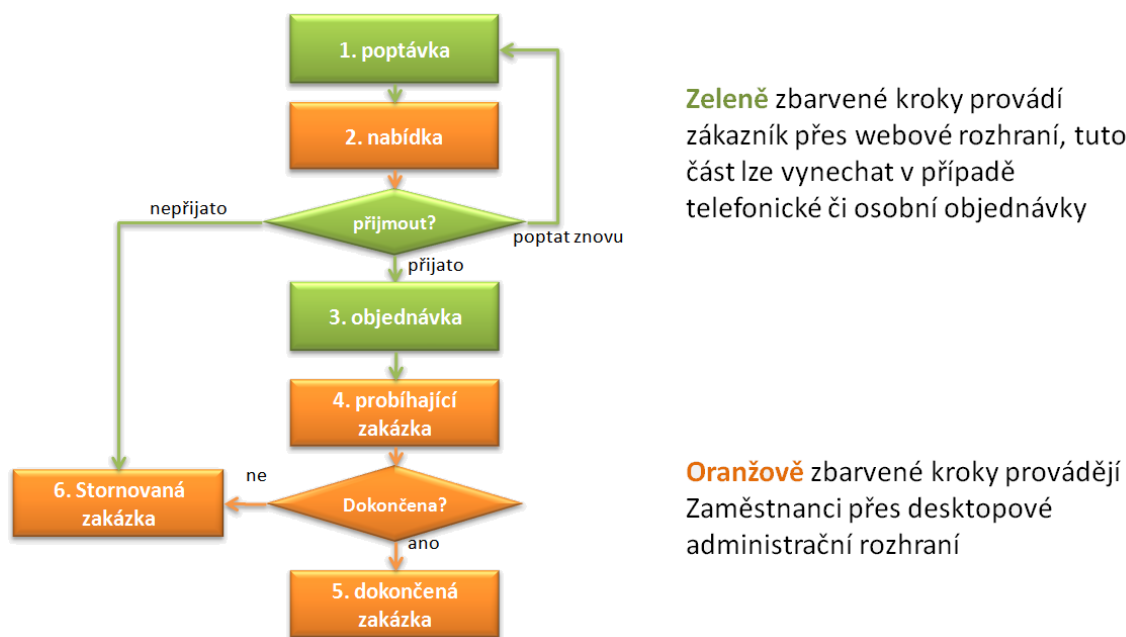 1. poptávka
2. nabídka
nepřijato
přijmout?
poptat znovu
přijato
3. objednávka
4. probíhající
zakázka
ne
6. Stornovaná
zakázka
Dokončena?
ano
5. dokončená
zakázka
Zeleně zbarvené kroky provádí
zákazník přes webové rozhraní, tuto
část lze vynechat v případě
telefonické či osobní objednávky
Oranžově zbarvené kroky provádějí
Zaměstnanci přes desktopové
administrační rozhraní